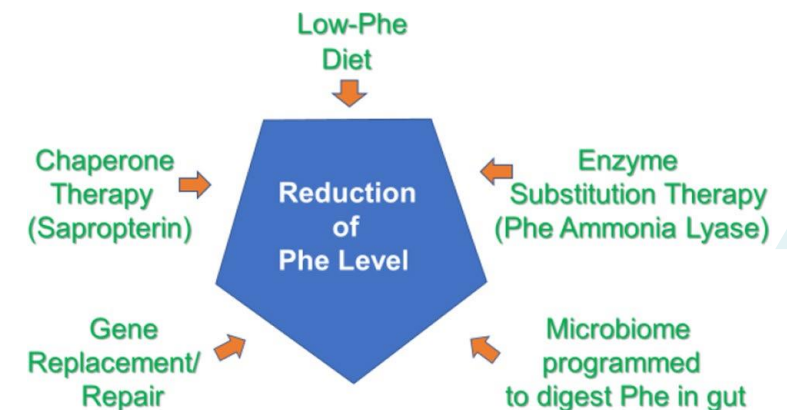 Low-Phe
Diet
Chaperone
Therapy
(Sapropterin)
Reduction
of
Phe Level
Enzyme
Substitution Therapy
(Phe Ammonia Lyase)
Gene
Replacement/
Repair
Microbiome
programmed
to digest Phe in gut